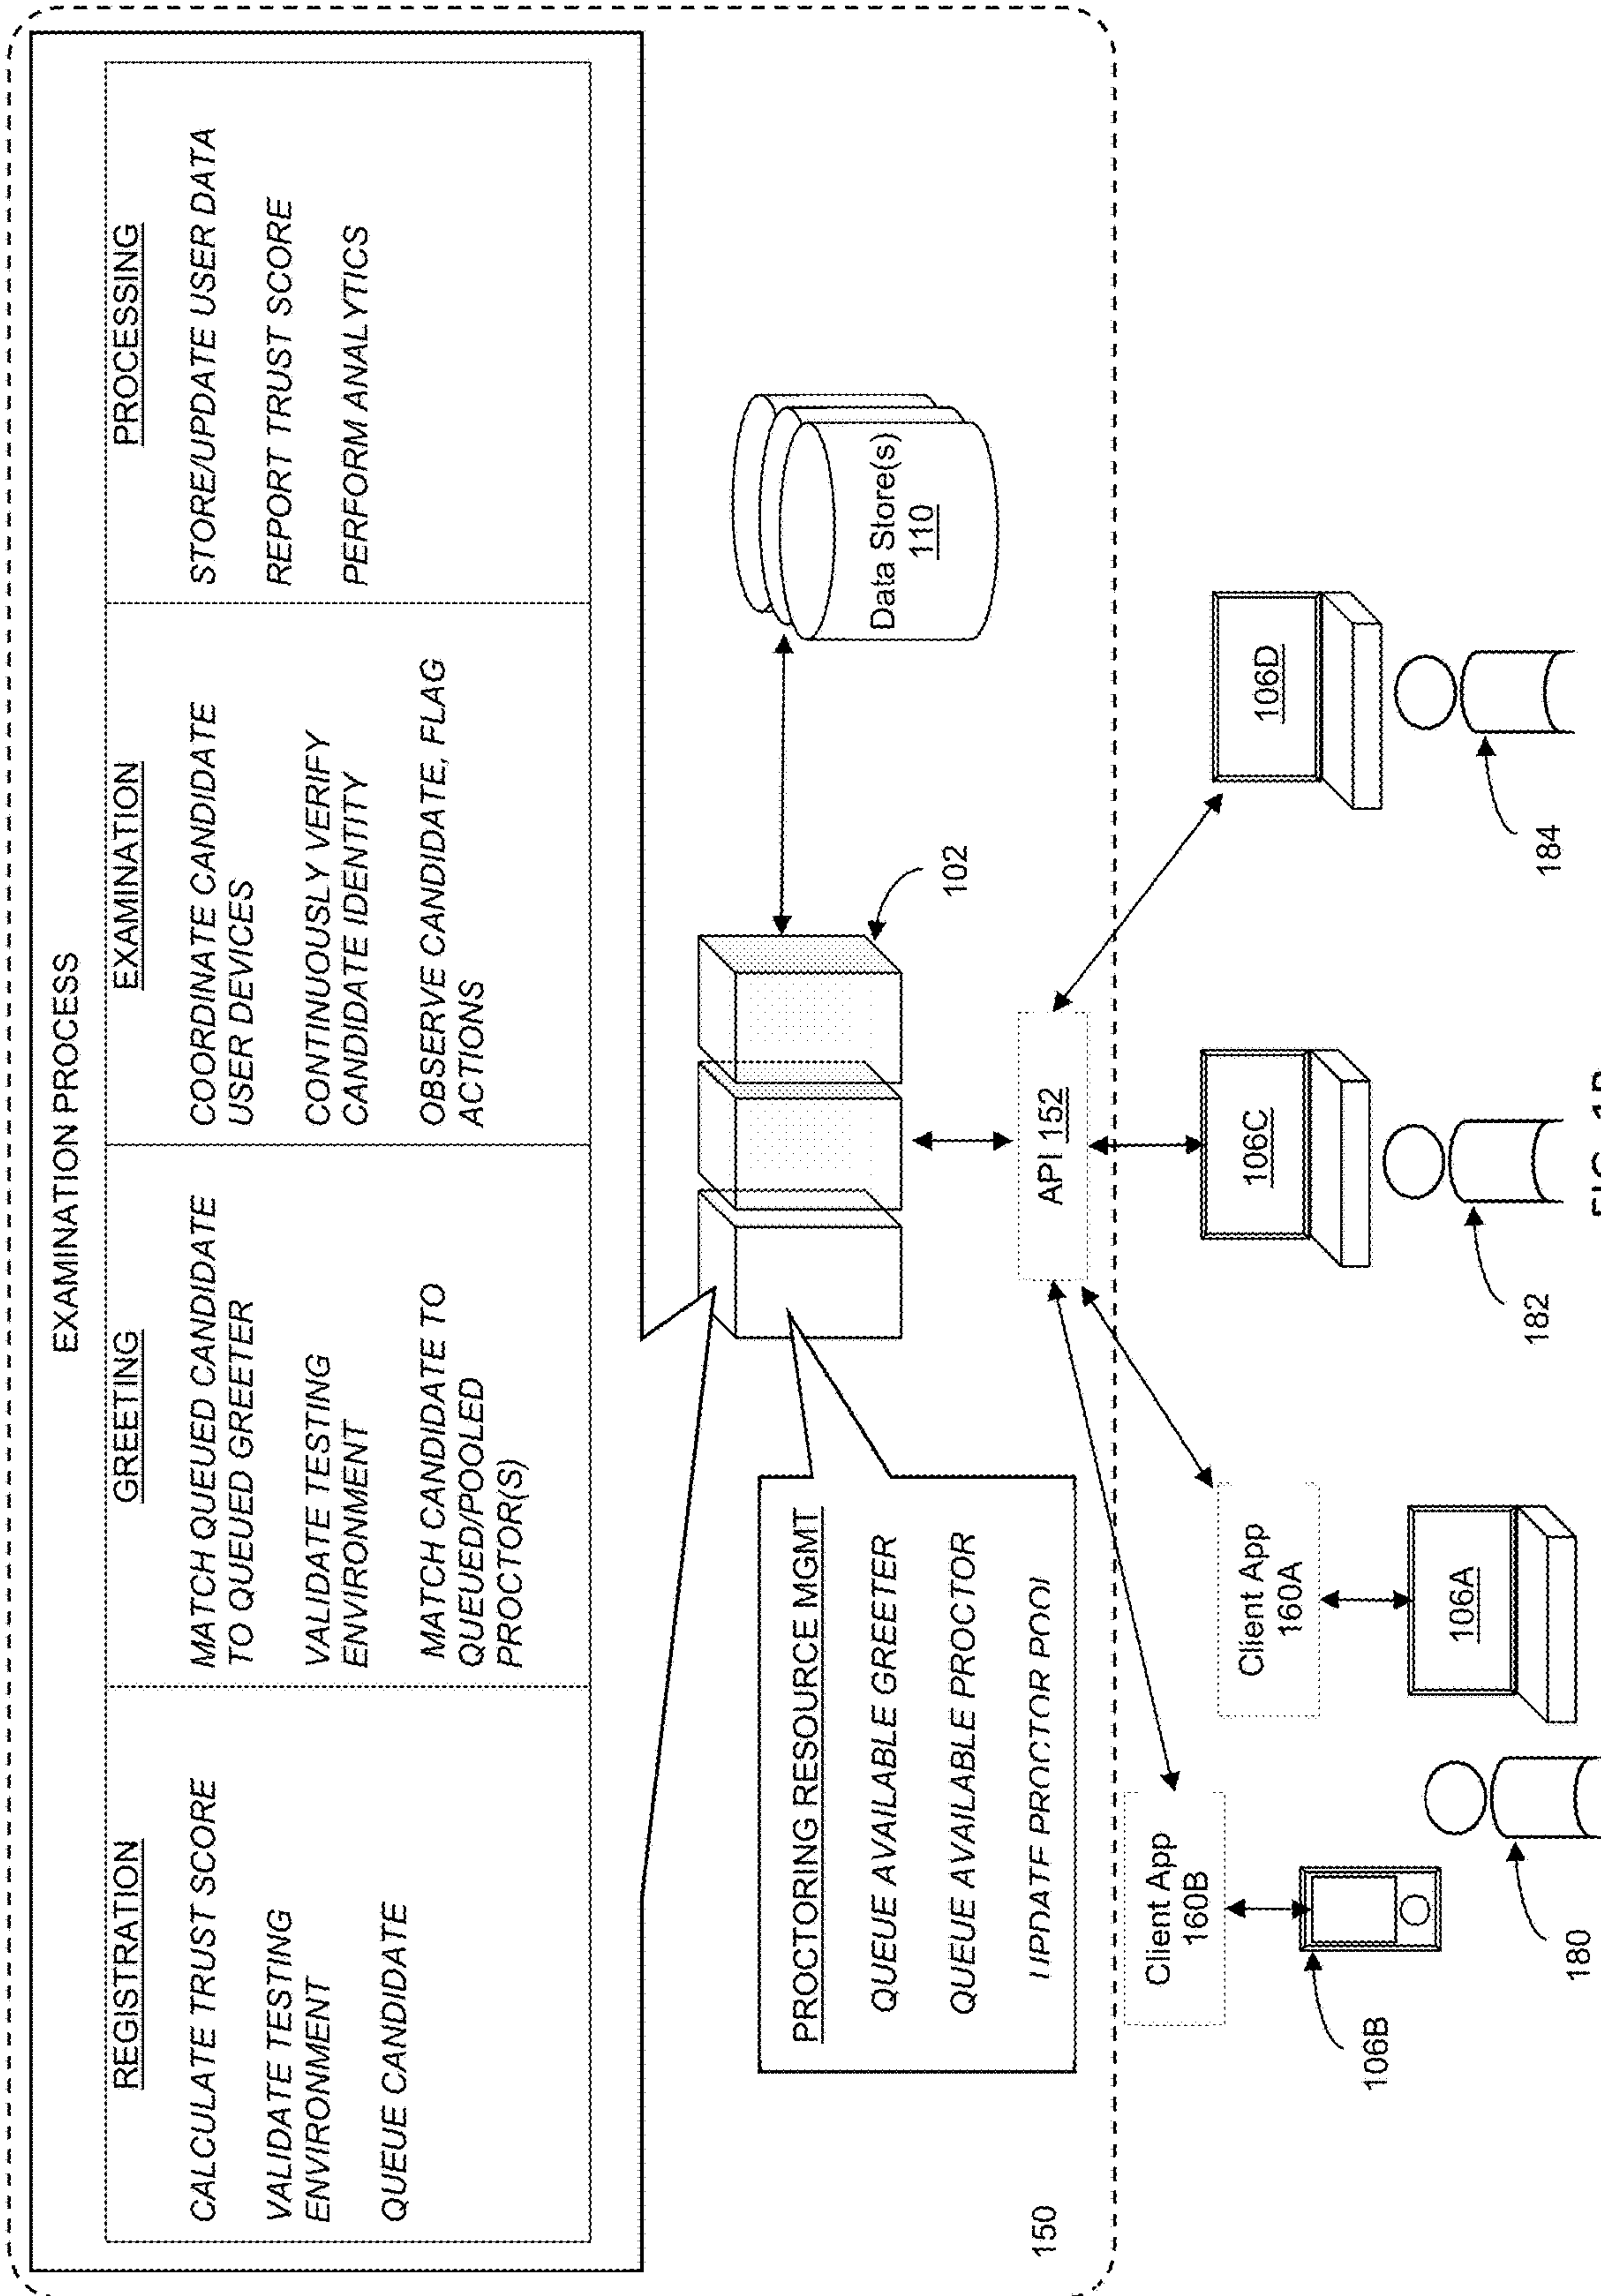 EXAMINATION PROCESS
REGISTRATION
CALCULATE TRUST SCORE
VALIDATE TESTING
ENVIRONMENT
QUEUE CANDIDATE
GREETING
MATCH QUEUED CANDIDATE
TO QUEUED GREETER
VALIDATE TESTING
ENVIRONMENT
MATCH CANDIDATE TO
QUEUED/POOLED
PROCTOR(S)
EXAMINATION
COORDINATE CANDIDATE
USER DEVICES
CONTINUOUSLY VERIFY
CANDIDATE IDENTITY
OBSERVE CANDIDATE, FLAG
ACTIONS
PROCESSING
STORE/UPDATE USER DATA
REPORT TRUST SCORE
PERFORM ANALYTICS
PROCTORING RESOURCE MGMT
QUEUE AVAILABLE GREETER
QUEUE AVAILABLE PROCTOR
UPDATE PROCTOR POOL
102
Data Store(s)
110
150
API 152
Client App
160B
Client App
160A
106B
106A
106C
106D
180
182
184